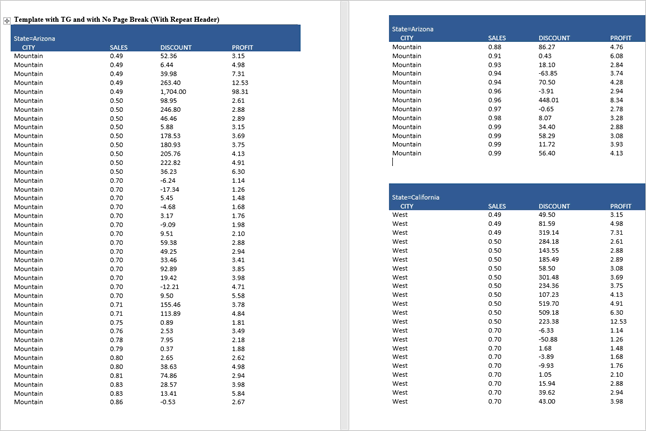 Template with TG and with No Page Break (With Repeat Header)
State=Arizona
CITY SALES DISCOUNT PROFIT
Mountain 0.49 52.36 3.15
Mountain 0.49 6.44 4.98
Mountain 0.49 39.98 7.31
Mountain 0.49 263.40 12.53
Mountain 0.49 1,704.00 98.31
Mountain 0.50 98.95 2.61
Mountain 0.50 246.80 2.88
Mountain 0.50 46.46 2.89
Mountain 0.50 5.88 3.15
Mountain 0.50 178.53 3.69
Mountain 0.50 180.93 3.75
Mountain 0.50 205.76 4.13
Mountain 0.50 222.82 4.91
Mountain 0.50 36.23 6.30
Mountain 0.70 -6.24 1.14
Mountain 0.70 -17.34 1.26
Mountain 0.70 5.45 1.48
Mountain 0.70 -4.68 1.68
Mountain 0.70 3.17 1.76
Mountain 0.70 -9.09 1.98
Mountain 0.70 9.51 2.10
Mountain 0.70 59.38 2.88
Mountain 0.70 49.25 2.94
Mountain 0.70 33.46 3.41
Mountain 0.70 92.89 3.85
Mountain 0.70 19.42 3.98
Mountain 0.70 -12.21 4.71
Mountain 0.70 9.50 5.58
Mountain 0.71 155.46 3.78
Mountain 0.71 113.89 4.84
Mountain 0.75 0.89 1.81
Mountain 0.76 2.53 3.49
Mountain 0.78 7.95 2.18
Mountain 0.79 0.37 1.88
Mountain 0.80 2.65 2.62
Mountain 0.80 38.63 4.98
Mountain 0.81 74.86 2.94
Mountain 0.83 28.57 3.98
Mountain 0.83 13.41 5.84
Mountain 0.86 -0.53 2.67
State=Arizona
CITY SALES DISCOUNT PROFIT
Mountain 0.88 86.27 4.76
Mountain 0.91 0.43 6.08
Mountain 0.93 18.10 2.84
Mountain 0.94 -63.85 3.74
Mountain 0.94 70.50 4.28
Mountain 0.96 -3.91 2.94
Mountain 0.96 448.01 8.34
Mountain 0.97 -0.65 2.78
Mountain 0.98 8.07 3.28
Mountain 0.99 34.40 2.88
Mountain 0.99 58.29 3.08
Mountain 0.99 11.72 3.93
Mountain 0.99 56.40 4.13
State=California
CITY SALES DISCOUNT PROFIT
West 0.49 49.50 3.15
West 0.49 81.59 4.98
West 0.49 319.14 7.31
West 0.50 284.18 2.61
West 0.50 143.55 2.88
West 0.50 185.49 2.89
West 0.50 58.50 3.08
West 0.50 301.48 3.69
West 0.50 234.36 3.75
West 0.50 107.23 4.13
West 0.50 519.70 4.91
West 0.50 509.18 6.30
West 0.50 223.38 12.53
West 0.70 -6.33 1.14
West 0.70 -50.88 1.26
West 0.70 1.68 1.48
West 0.70 -3.89 1.68
West 0.70 -9.93 1.76
West 0.70 1.05 2.10
West 0.70 15.94 2.88
West 0.70 39.62 2.94
West 0.70 43.00 3.98